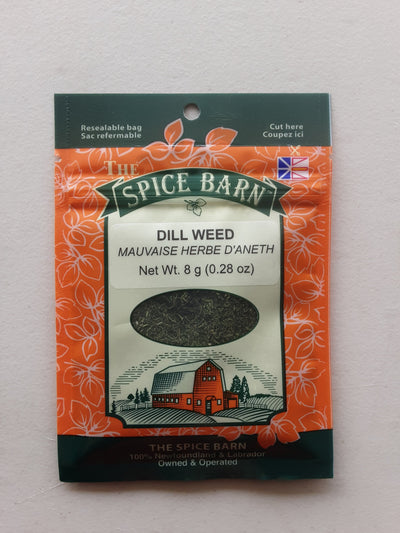 Resealable bag
Sac refermable
Cut here
Coupez ici
THE
SPICE BARN™
DILL WEED
MAUVAISE HERBE D'ANETH
Net Wt. 8 g (0.28 oz)
THE SPICE BARN
100% Newfoundland & Labrador
Owned & Operated